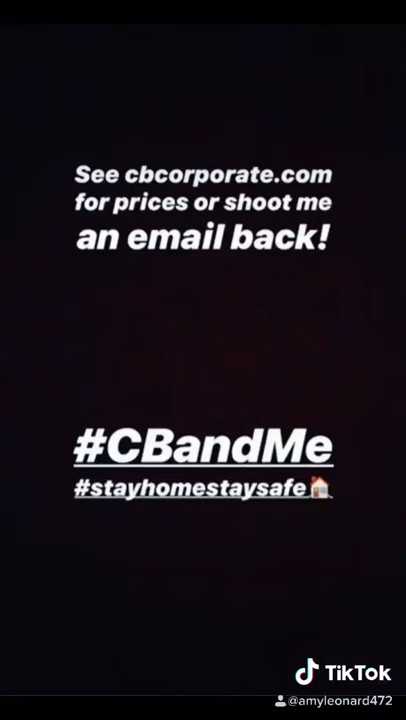 See cbcorporate.com
for prices or shoot me
an email back!
#CBandMe
#stayhomestaysafe🏠
TikTok
@amyleonard472